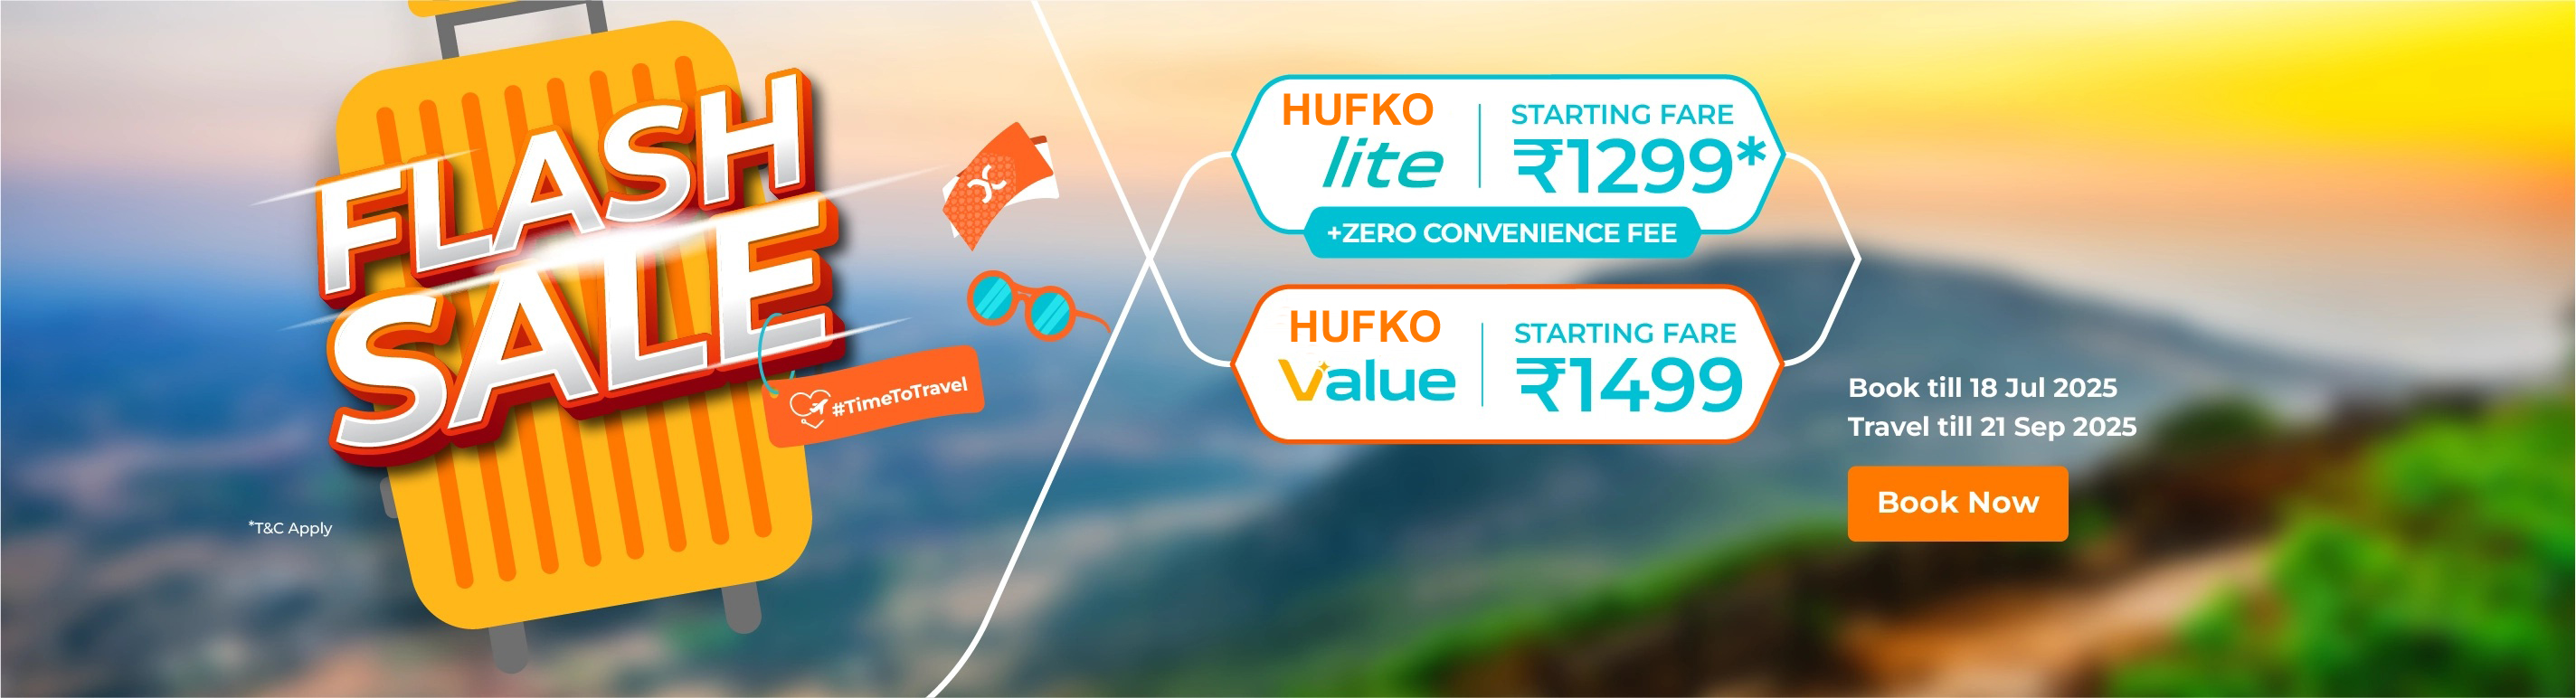 FLASH
SALE
#TimeToTravel
*T&C Apply
HUFKO
lite
STARTING FARE
₹1299*
+ZERO CONVENIENCE FEE
HUFKO
Value
STARTING FARE
₹1499
Book till 18 Jul 2025
Travel till 21 Sep 2025
Book Now